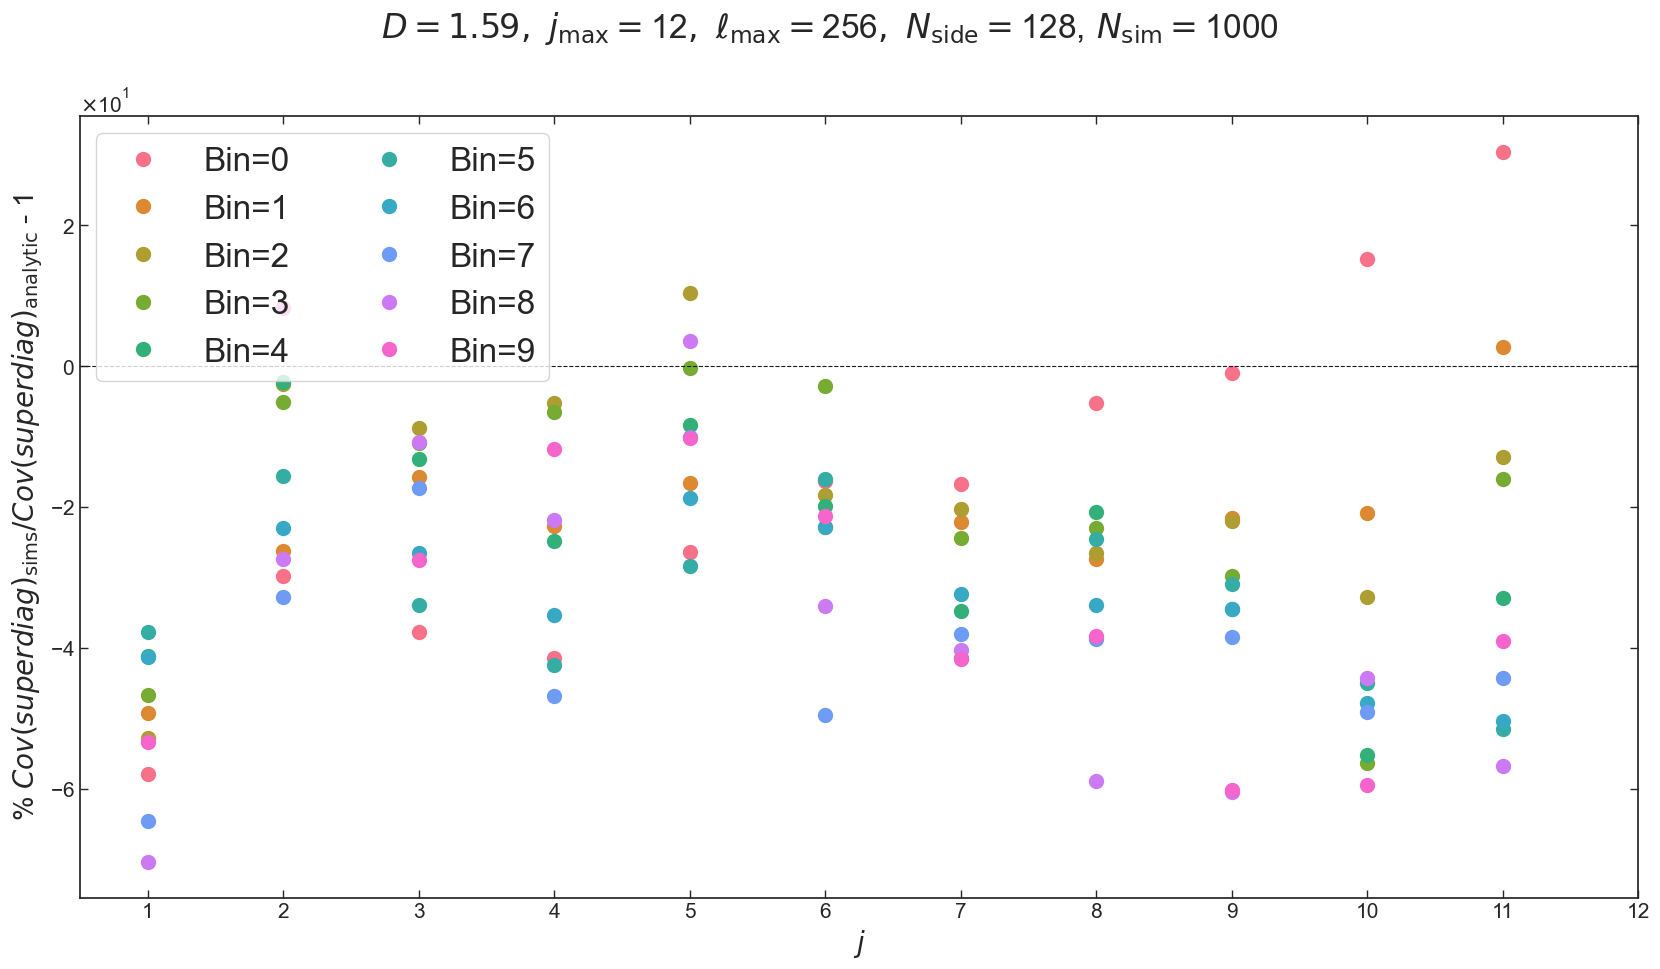 D = 1.59, j_max = 12, ℓ_max = 256, N_side = 128, N_sim = 1000
×10^1
% Cov(superdiag)_sims/Cov(superdiag)_analytic - 1
Bin=0
Bin=1
Bin=2
Bin=3
Bin=4
Bin=5
Bin=6
Bin=7
Bin=8
Bin=9
2
0
−2
−4
−6
1 2 3 4 5 6 7 8 9 10 11 12
j